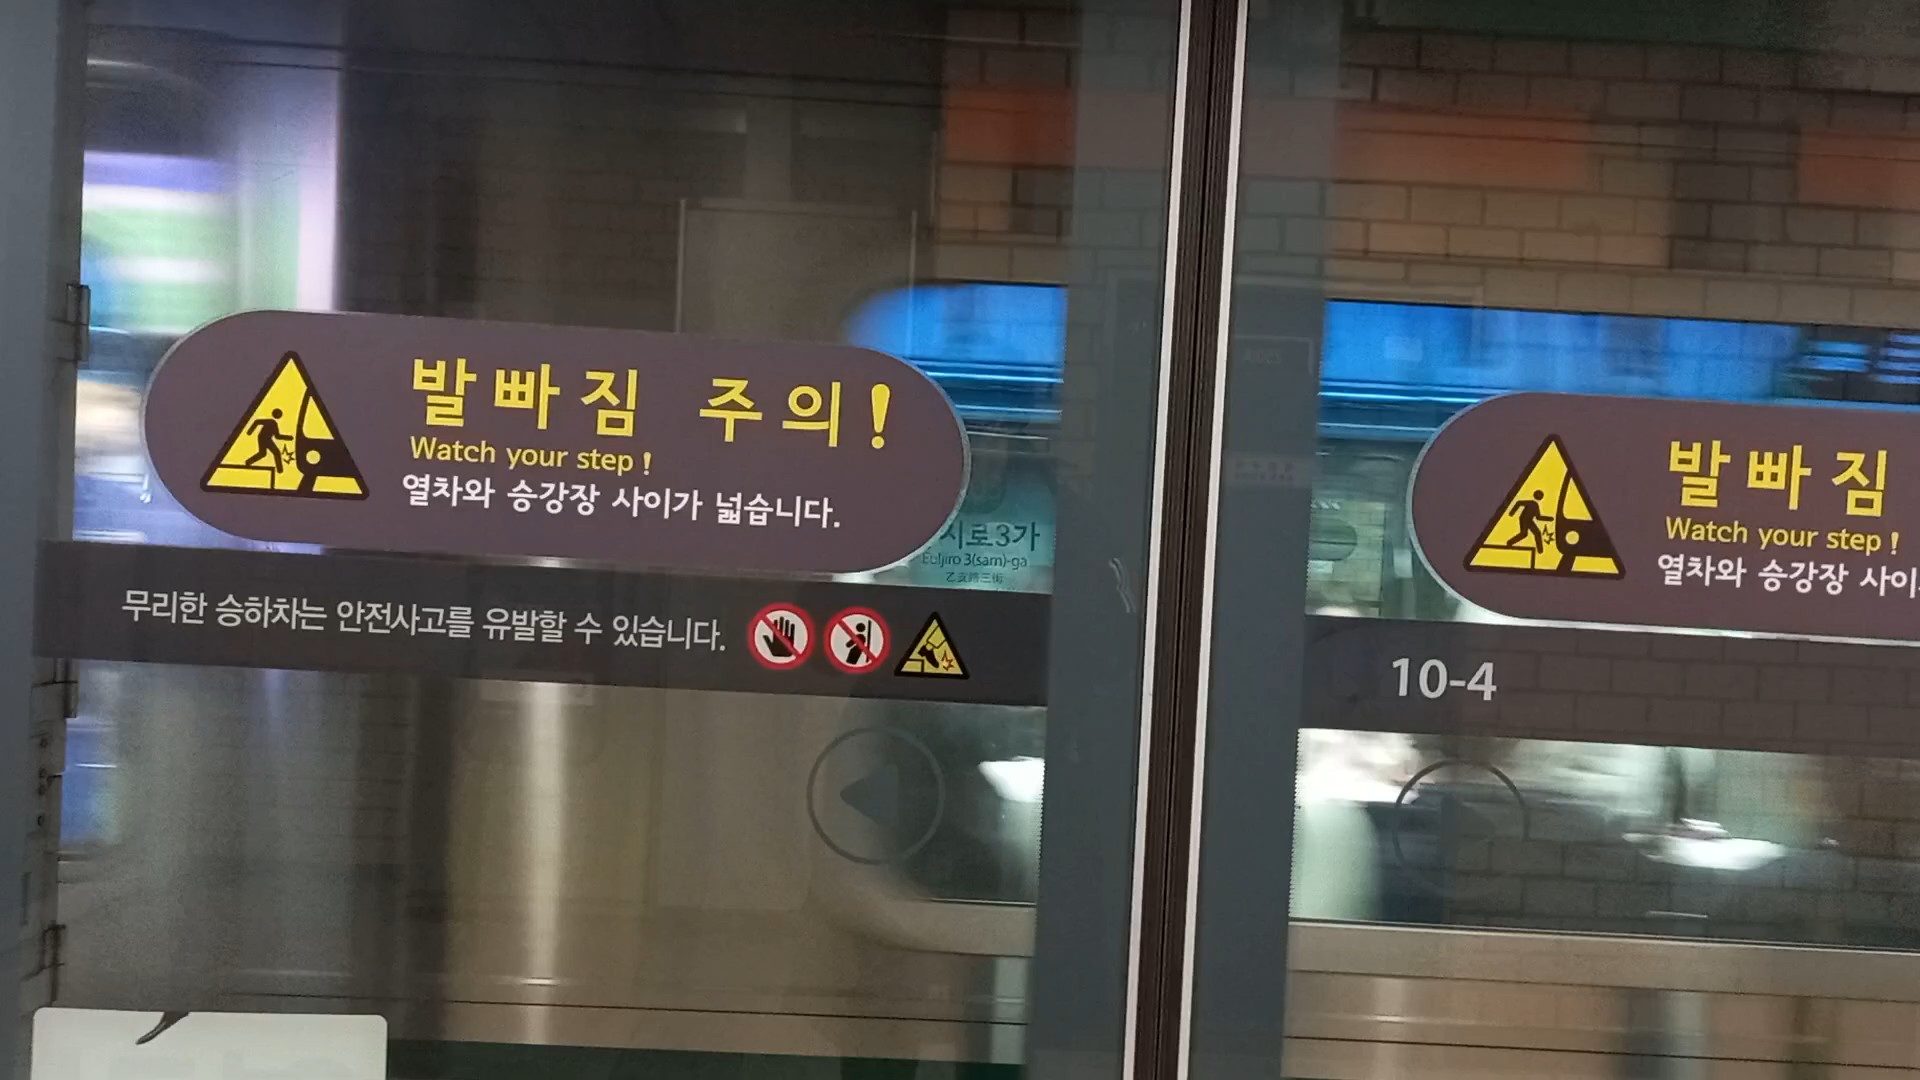 발빠짐 주의!
Watch your step !
열차와 승강장 사이가 넓습니다.
무리한 승하차는 안전사고를 유발할 수 있습니다.
지로3가
Euljiro 3(sam)-ga
乙支路三街
발빠짐
Watch your step !
열차와 승강장 사이
10-4